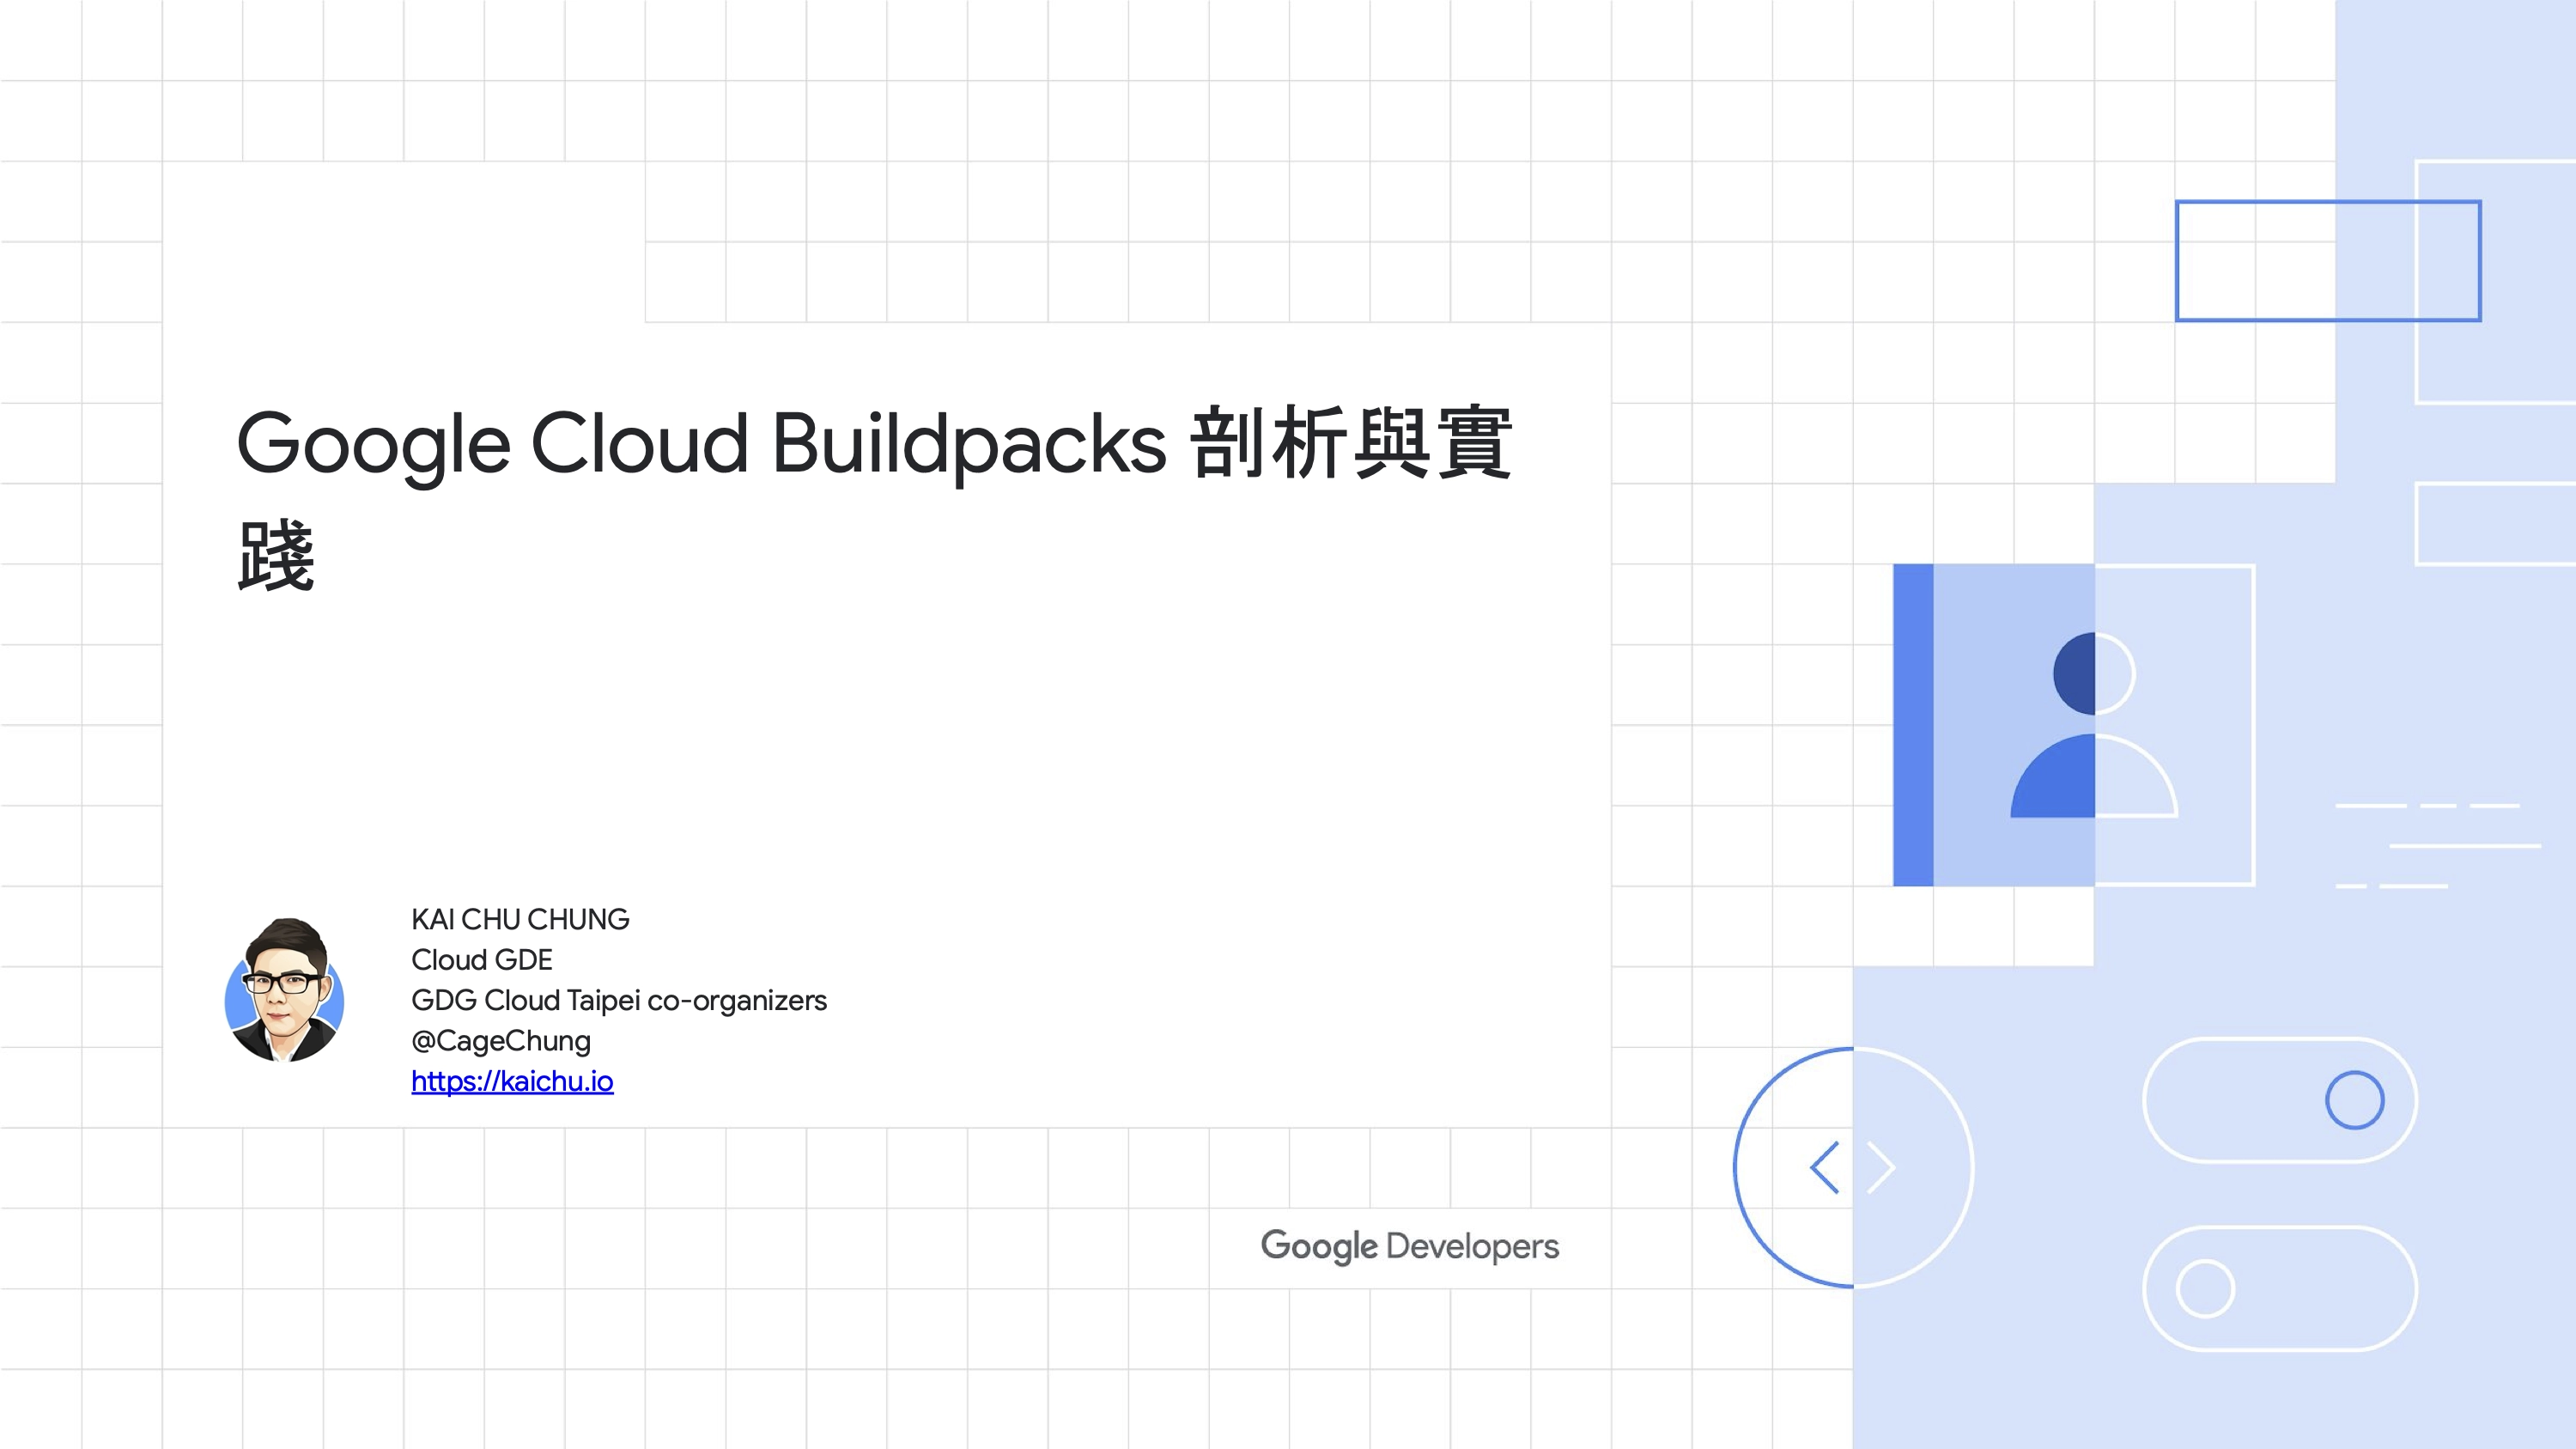 Google Cloud Buildpacks 剖析與實
踐
KAI CHU CHUNG
Cloud GDE
GDG Cloud Taipei co-organizers
@CageChung
https://kaichu.io
Google Developers